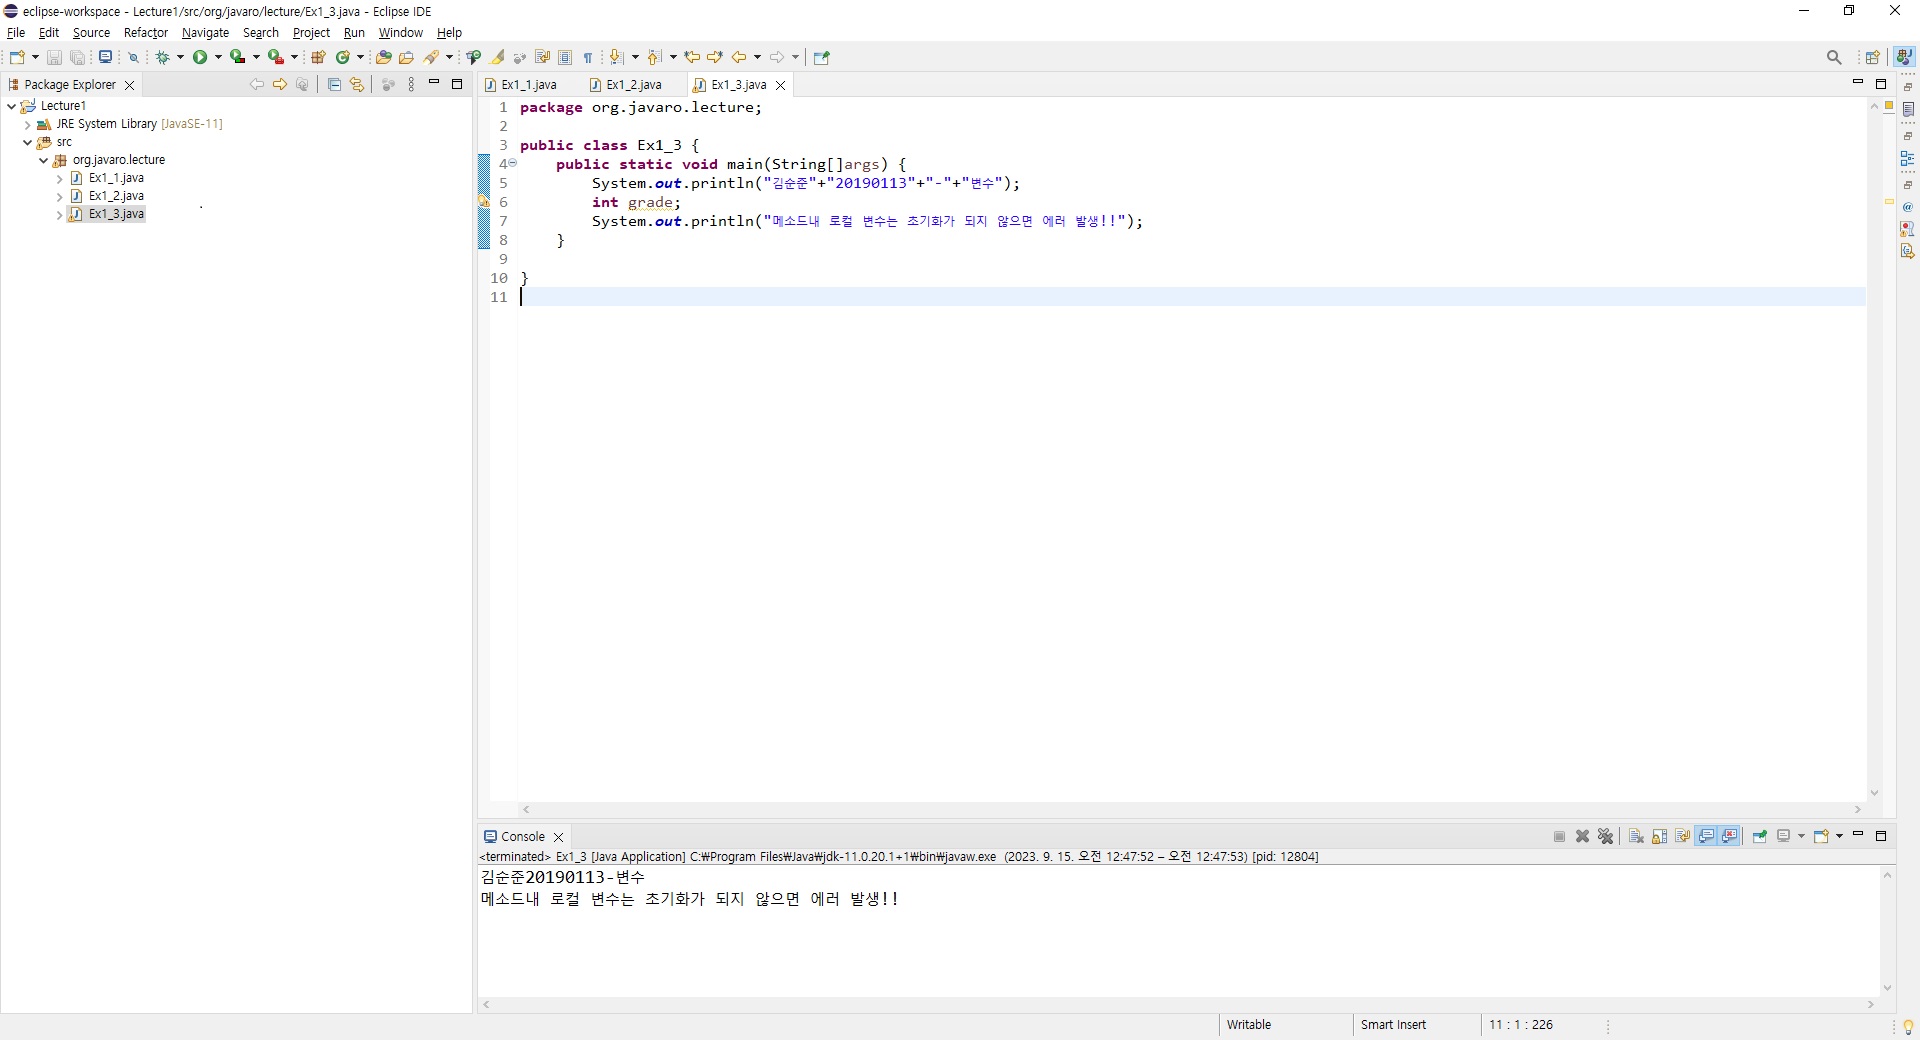 eclipse-workspace - Lecture1/src/org/javaro/lecture/Ex1_3.java - Eclipse IDE
File Edit Source Refactor Navigate Search Project Run Window Help
Package Explorer
Lecture1
JRE System Library [JavaSE-11]
src
org.javaro.lecture
Ex1_1.java
Ex1_2.java
Ex1_3.java
Ex1_1.java Ex1_2.java Ex1_3.java
1 package org.javaro.lecture;
2
3 public class Ex1_3 {
4 public static void main(String[]args) {
5 System.out.println("김순준"+"20190113"+"-"+"변수");
6 int grade;
7 System.out.println("메소드내 로컬 변수는 초기화가 되지 않으면 에러 발생!!");
8 }
9
10 }
11
Console
<terminated> Ex1_3 [Java Application] C:₩Program Files₩Java₩jdk-11.0.20.1+1₩bin₩javaw.exe (2023. 9. 15. 오전 12:47:52 – 오전 12:47:53) [pid: 12804]
김순준20190113-변수
메소드내 로컬 변수는 초기화가 되지 않으면 에러 발생!!
Writable Smart Insert 11 : 1 : 226